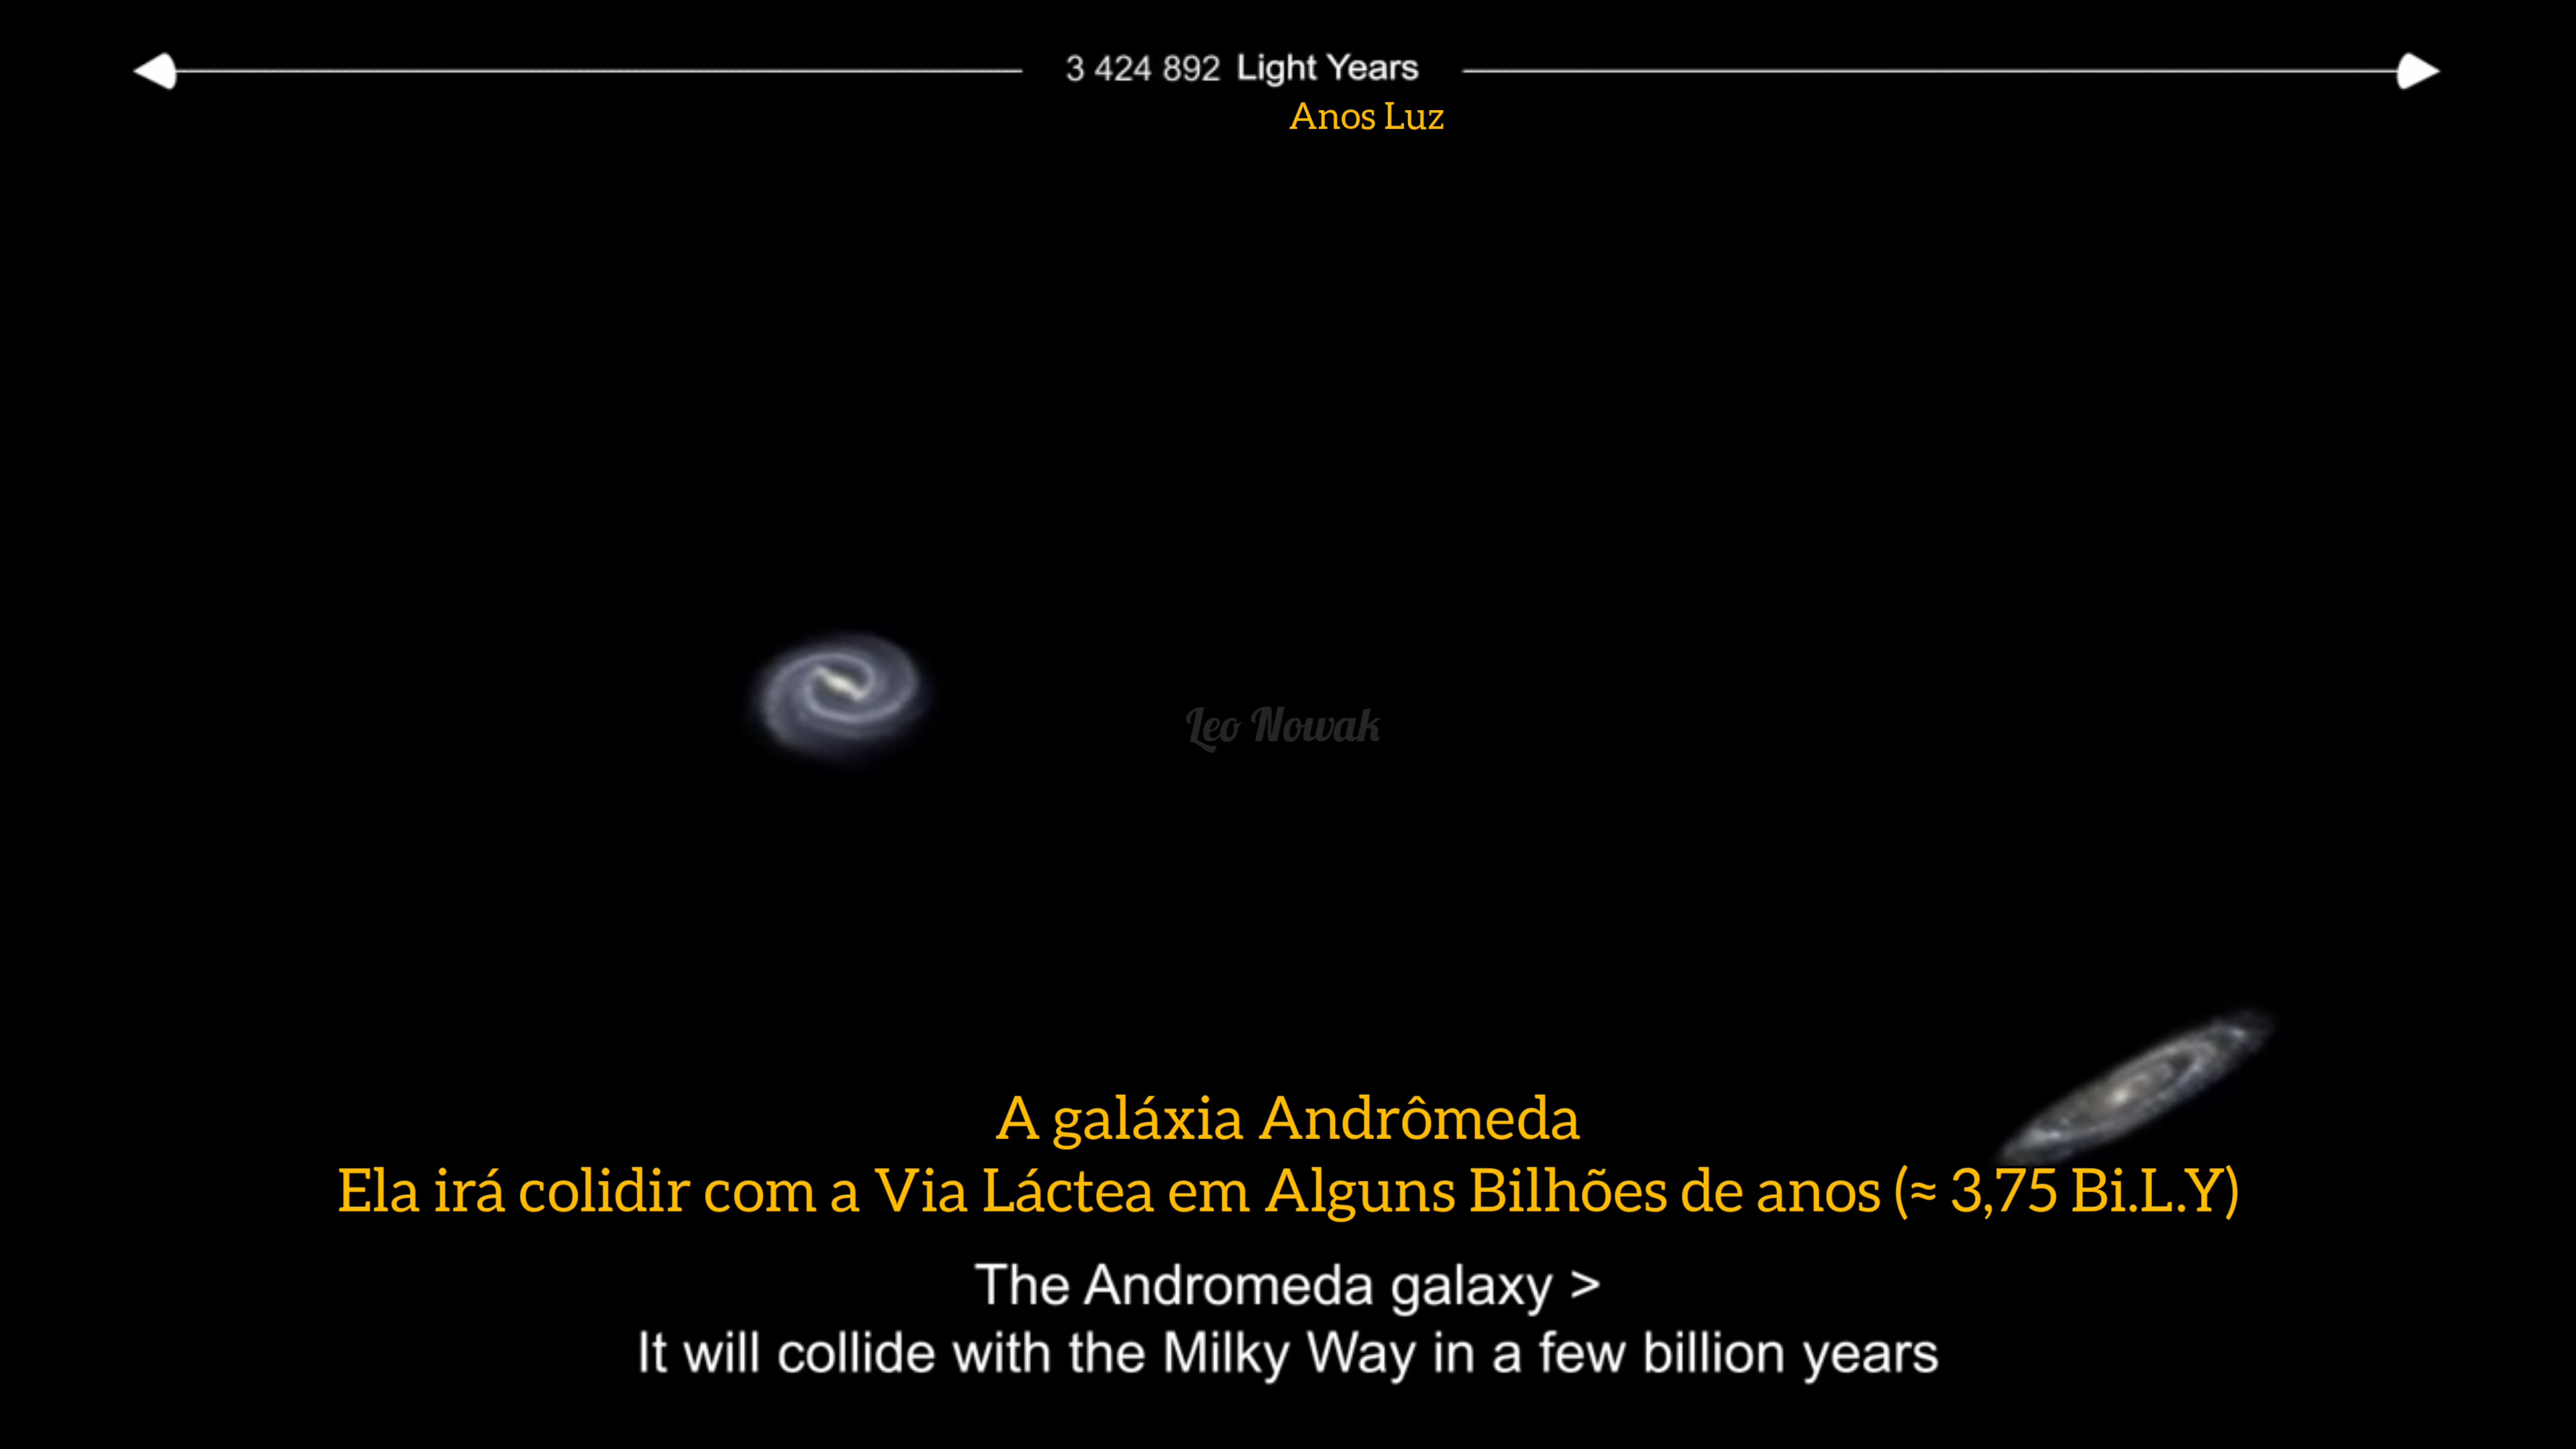 3 424 892 Light Years
Anos Luz
Leo Nowak
A galáxia Andrômeda
Ela irá colidir com a Via Láctea em Alguns Bilhões de anos (≈ 3,75 Bi.L.Y)
The Andromeda galaxy >
It will collide with the Milky Way in a few billion years